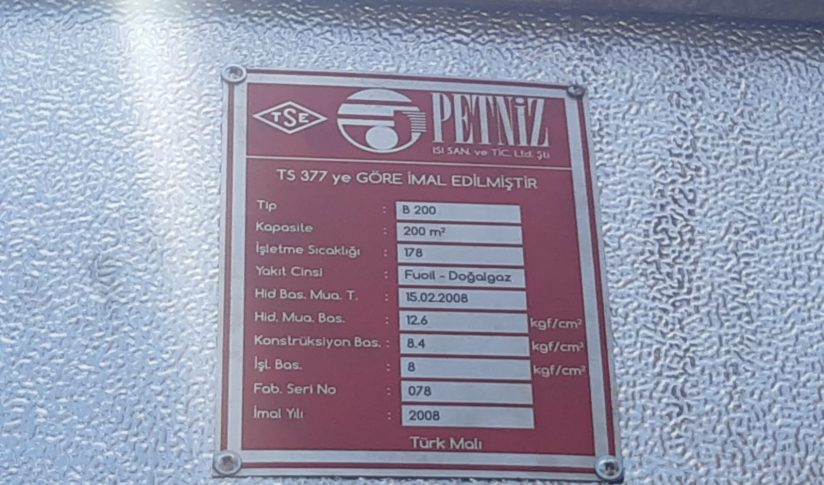 TSE
PETNİZ
ISI SAN. ve TİC. Ltd. Şti
TS 377 ye GÖRE İMAL EDİLMİŞTİR
Tip : B 200
Kapasite : 200 m²
İşletme Sıcaklığı : 178
Yakıt Cinsi : Fuoil - Doğalgaz
Hid Bas. Mua. T. : 15.02.2008
Hid. Mua. Bas. : 12.6 kgf/cm²
Konstrüksiyon Bas. : 8.4 kgf/cm²
İşl. Bas. : 8 kgf/cm²
Fab. Seri No : 078
İmal Yılı : 2008
Türk Malı